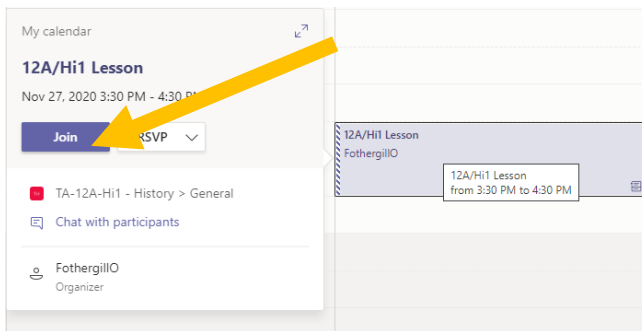 My calendar
12A/Hi1 Lesson
Nov 27, 2020 3:30 PM - 4:30 PM
Join
RSVP
TA-12A-Hi1 - History > General
Chat with participants
FothergillO
Organizer
12A/Hi1 Lesson
FothergillO
12A/Hi1 Lesson
from 3:30 PM to 4:30 PM